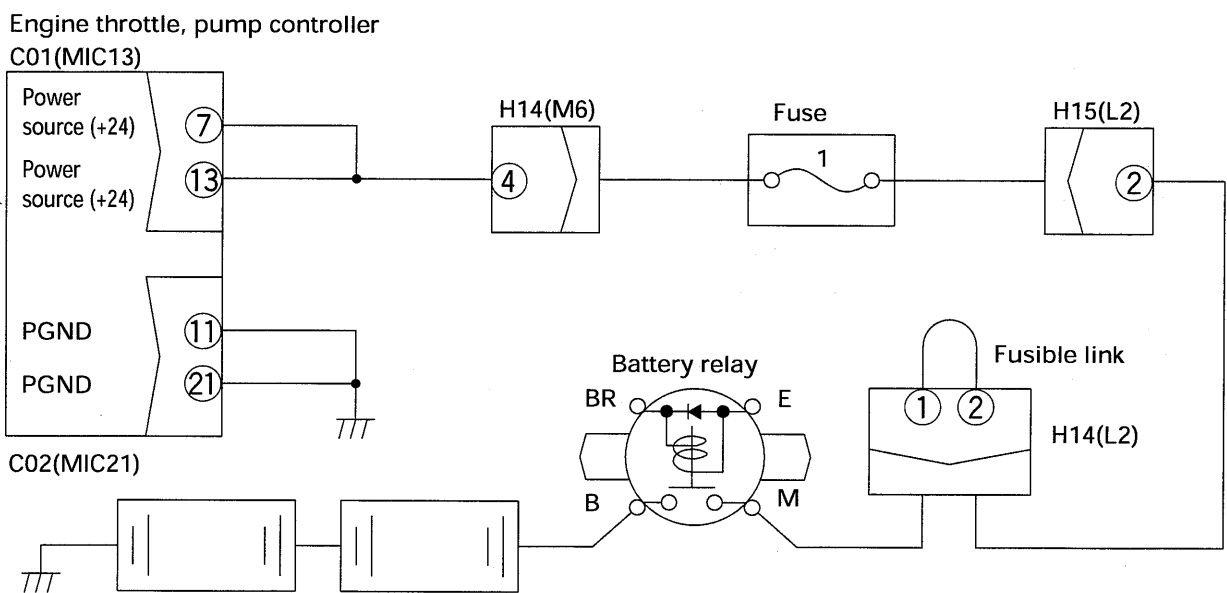 Engine throttle, pump controller
C01(MIC13)
Power
source (+24)
7
Power
source (+24)
13
H14(M6)
4
Fuse
1
H15(L2)
2
PGND
11
PGND
21
C02(MIC21)
Battery relay
BR
E
B
M
Fusible link
1
2
H14(L2)